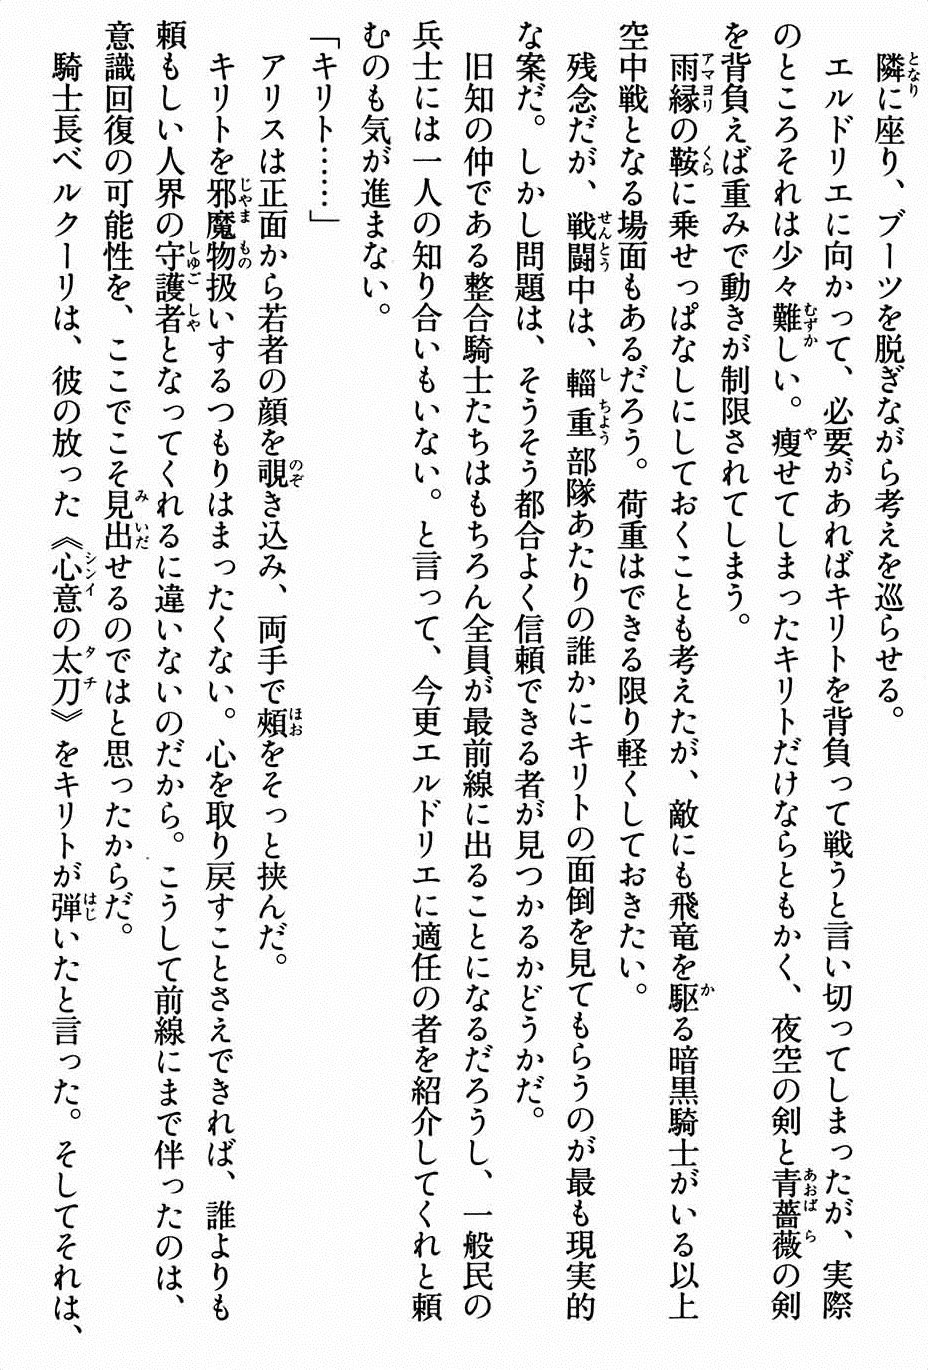 隣に座り、ブーツを脱ぎながら考えを巡らせる。
エルドリエに向かって、必要があればキリトを背負って戦うと言い切ってしまったが、実際
のところそれは少々難しい。痩せてしまったキリトだけならともかく、夜空の剣と青薔薇の剣
を背負えば重みで動きが制限されてしまう。
雨縁の鞍に乗せっぱなしにしておくことも考えたが、敵にも飛竜を駆る暗黒騎士がいる以上
空中戦となる場面もあるだろう。荷重はできる限り軽くしておきたい。
残念だが、戦闘中は、輜重部隊あたりの誰かにキリトの面倒を見てもらうのが最も現実的
な案だ。しかし問題は、そうそう都合よく信頼できる者が見つかるかどうかだ。
旧知の仲である整合騎士たちはもちろん全員が最前線に出ることになるだろうし、一般民の
兵士には一人の知り合いもいない。と言って、今更エルドリエに適任の者を紹介してくれと頼
むのも気が進まない。
「キリト……」
アリスは正面から若者の顔を覗き込み、両手で頰をそっと挟んだ。
キリトを邪魔物扱いするつもりはまったくない。心を取り戻すことさえできれば、誰よりも
頼もしい人界の守護者となってくれるに違いないのだから。こうして前線にまで伴ったのは、
意識回復の可能性を、ここでこそ見出せるのではと思ったからだ。
騎士長ベルクーリは、彼の放った《心意の太刀》をキリトが弾いたと言った。そしてそれは、